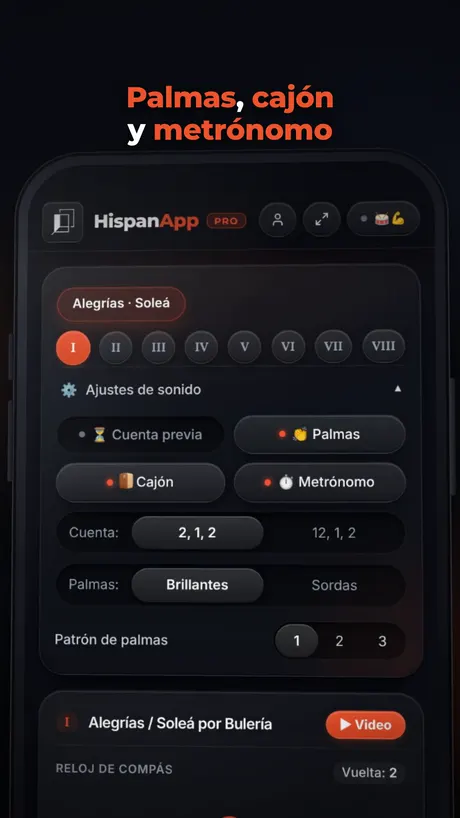 Palmas, cajón
y metrónomo
HispanApp PRO
Alegrías · Soleá
I II III IV V VI VII VIII
Ajustes de sonido
Cuenta previa Palmas
Cajón Metrónomo
Cuenta: 2, 1, 2 12, 1, 2
Palmas: Brillantes Sordas
Patrón de palmas 1 2 3
I Alegrías / Soleá por Bulería Video
RELOJ DE COMPÁS Vuelta: 2